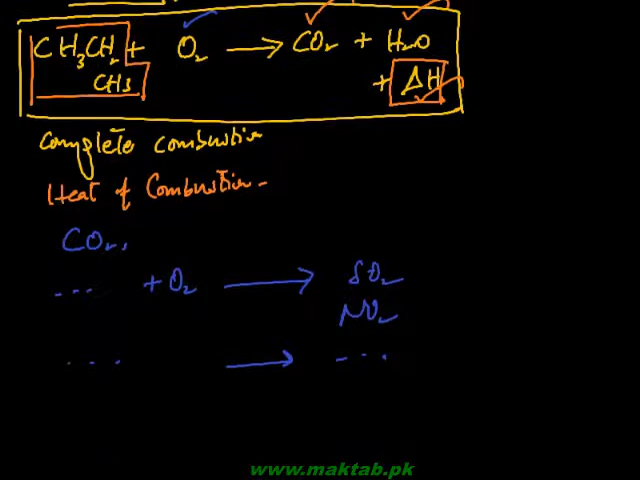 CH3CH2 + O2 → CO2 + H2O
CH3 + ΔH
Complete combustion
Heat of Combustion -
CO2,
... + O2 → SO2
NO2
... → ...
www.maktab.pk